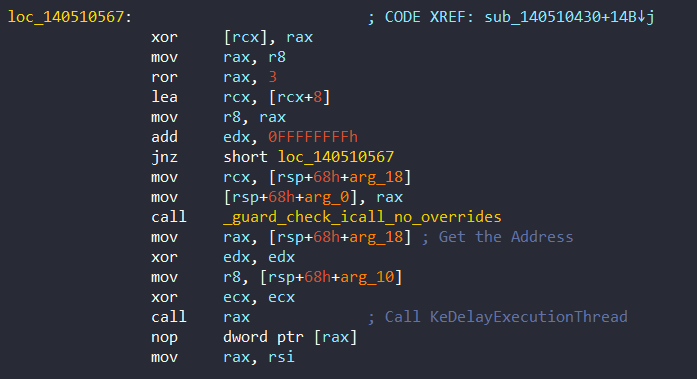 loc_140510567: ; CODE XREF: sub_140510430+14B↓j
xor [rcx], rax
mov rax, r8
ror rax, 3
lea rcx, [rcx+8]
mov r8, rax
add edx, 0FFFFFFFFh
jnz short loc_140510567
mov rcx, [rsp+68h+arg_18]
mov [rsp+68h+arg_0], rax
call _guard_check_icall_no_overrides
mov rax, [rsp+68h+arg_18] ; Get the Address
xor edx, edx
mov r8, [rsp+68h+arg_10]
xor ecx, ecx
call rax ; Call KeDelayExecutionThread
nop dword ptr [rax]
mov rax, rsi